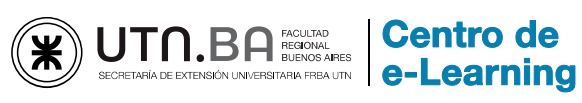 UTN.BA
FACULTAD
REGIONAL
BUENOS AIRES
SECRETARÍA DE EXTENSIÓN UNIVERSITARIA FRBA UTN
Centro de
e-Learning